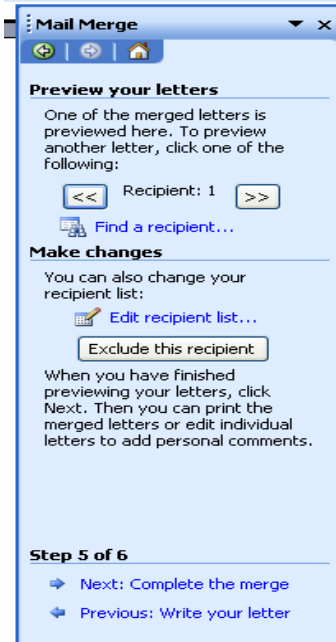 Mail Merge
Preview your letters
One of the merged letters is
previewed here. To preview
another letter, click one of the
following:
<< Recipient: 1 >>
Find a recipient...
Make changes
You can also change your
recipient list:
Edit recipient list...
Exclude this recipient
When you have finished
previewing your letters, click
Next. Then you can print the
merged letters or edit individual
letters to add personal comments.
Step 5 of 6
Next: Complete the merge
Previous: Write your letter